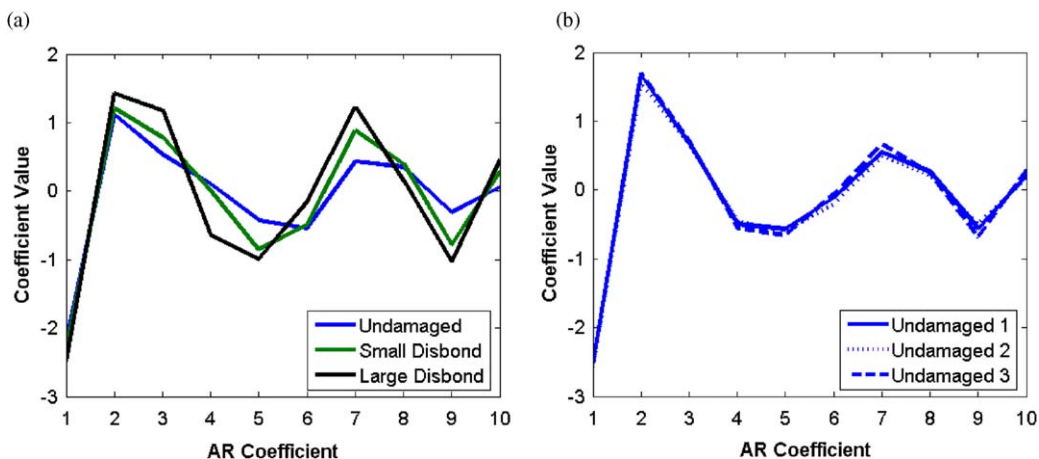 (a)
2
1
0
-1
-2
-3
Coefficient Value
Undamaged
Small Disbond
Large Disbond
1 2 3 4 5 6 7 8 9 10
AR Coefficient
(b)
2
1
0
-1
-2
-3
Coefficient Value
Undamaged 1
Undamaged 2
Undamaged 3
1 2 3 4 5 6 7 8 9 10
AR Coefficient